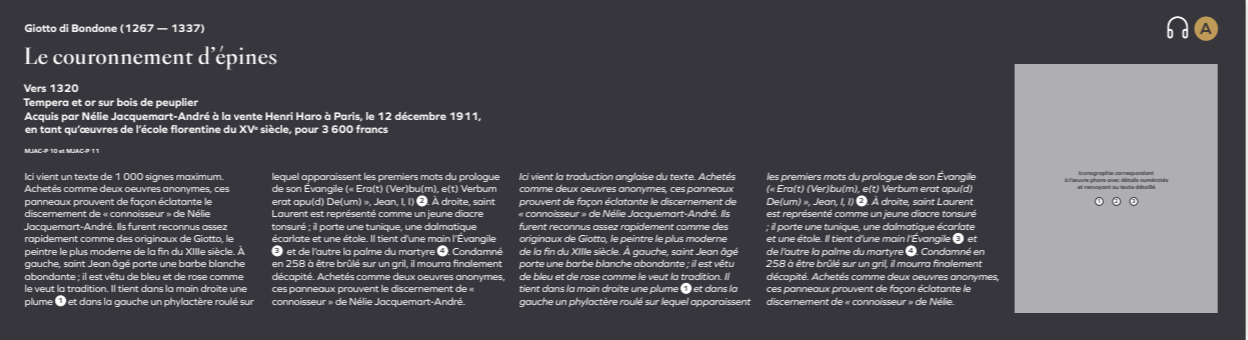 Giotto di Bondone (1267 — 1337)
Le couronnement d'épines
Vers 1320
Tempera et or sur bois de peuplier
Acquis par Nélie Jacquemart-André à la vente Henri Haro à Paris, le 12 décembre 1911,
en tant qu'œuvres de l'école florentine du XVe siècle, pour 3 600 francs
MJAC-P 10 et MJAC-P 11
Ici vient un texte de 1 000 signes maximum.
Achetés comme deux oeuvres anonymes, ces
panneaux prouvent de façon éclatante le
discernement de « connoisseur » de Nélie
Jacquemart-André. Ils furent reconnus assez
rapidement comme des originaux de Giotto, le
peintre le plus moderne de la fin du XIIIe siècle. À
gauche, saint Jean âgé porte une barbe blanche
abondante ; il est vêtu de bleu et de rose comme
le veut la tradition. Il tient dans la main droite une
plume 1 et dans la gauche un phylactère roulé sur
lequel apparaissent les premiers mots du prologue
de son Évangile (« Era(t) (Ver)bu(m), e(t) Verbum
erat apu(d) De(um) », Jean, I, I) 2. À droite, saint
Laurent est représenté comme un jeune diacre
tonsuré ; il porte une tunique, une dalmatique
écarlate et une étole. Il tient d'une main l'Évangile
3 et de l'autre la palme du martyre 4. Condamné
en 258 à être brûlé sur un gril, il mourra finalement
décapité. Achetés comme deux oeuvres anonymes,
ces panneaux prouvent le discernement de «
connoisseur » de Nélie Jacquemart-André.
Ici vient la traduction anglaise du texte. Achetés
comme deux oeuvres anonymes, ces panneaux
prouvent de façon éclatante le discernement de
« connoisseur » de Nélie Jacquemart-André. Ils
furent reconnus assez rapidement comme des
originaux de Giotto, le peintre le plus moderne
de la fin du XIIIe siècle. À gauche, saint Jean âgé
porte une barbe blanche abondante ; il est vêtu
de bleu et de rose comme le veut la tradition. Il
tient dans la main droite une plume 1 et dans la
gauche un phylactère roulé sur lequel apparaissent
les premiers mots du prologue de son Évangile
(« Era(t) (Ver)bu(m), e(t) Verbum erat apu(d)
De(um) », Jean, I, I) 2. À droite, saint Laurent
est représenté comme un jeune diacre tonsuré
; il porte une tunique, une dalmatique écarlate
et une étole. Il tient d'une main l'Évangile 3 et
de l'autre la palme du martyre 4. Condamné en
258 à être brûlé sur un gril, il mourra finalement
décapité. Achetés comme deux oeuvres anonymes,
ces panneaux prouvent de façon éclatante le
discernement de « connoisseur » de Nélie.
A
Iconographie correspondant
à l'œuvre phare avec détails numérotés
et renvoyant au texte détaillé
1 2 3